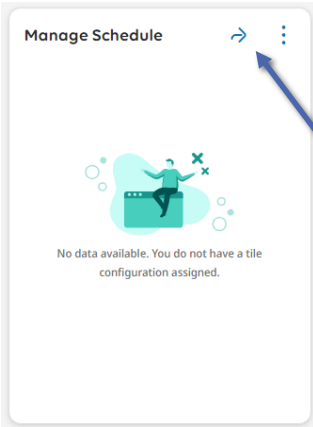 Manage Schedule
No data available. You do not have a tile
configuration assigned.